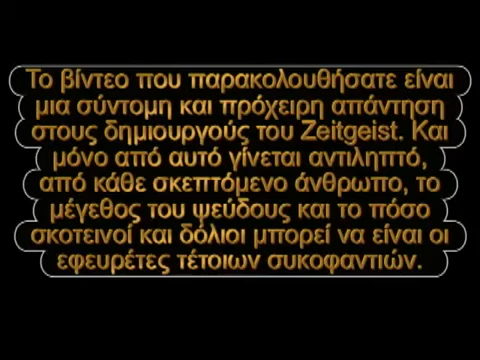 Το βίντεο που παρακολουθήσατε είναι
μια σύντομη και πρόχειρη απάντηση
στους δημιουργούς του Zeitgeist. Και
μόνο από αυτό γίνεται αντιληπτό,
από κάθε σκεπτόμενο άνθρωπο, το
μέγεθος του ψεύδους και το πόσο
σκοτεινοί και δόλιοι μπορεί να είναι οι
εφευρέτες τέτοιων συκοφαντιών.